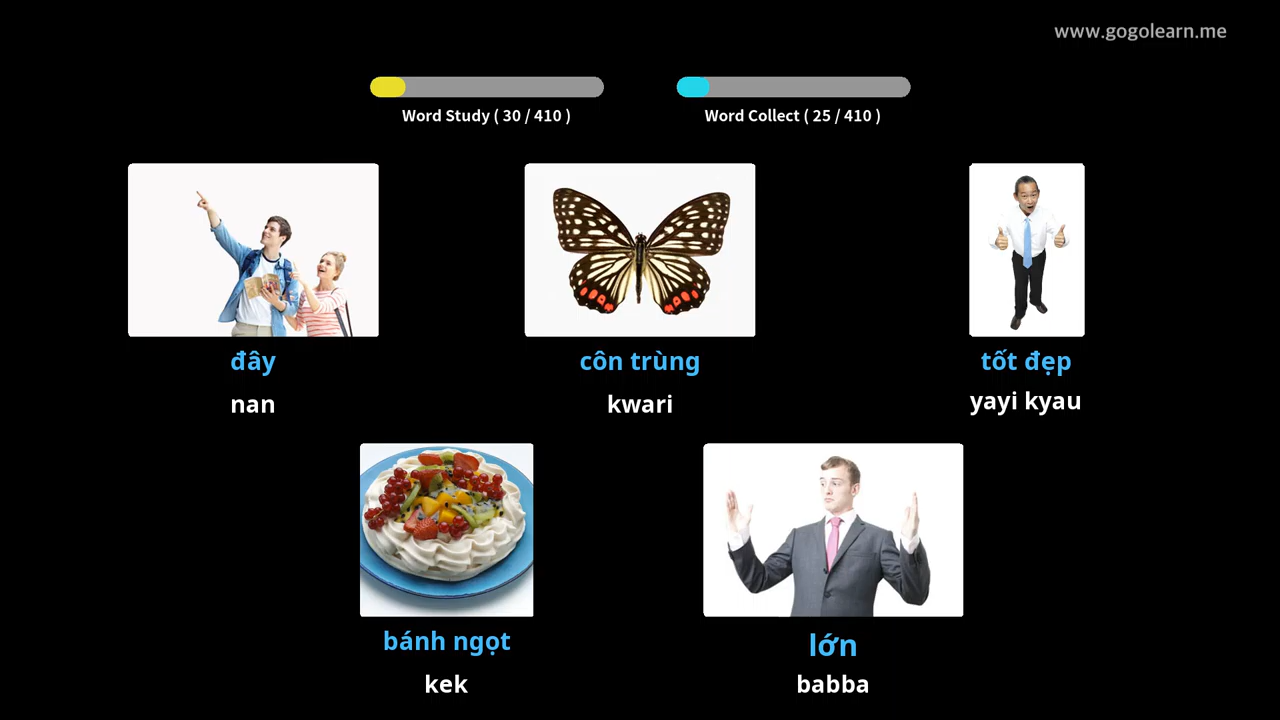 www.gogolearn.me
Word Study ( 30 / 410 )
Word Collect ( 25 / 410 )
đây
nan
côn trùng
kwari
tốt đẹp
yayi kyau
bánh ngọt
kek
lớn
babba